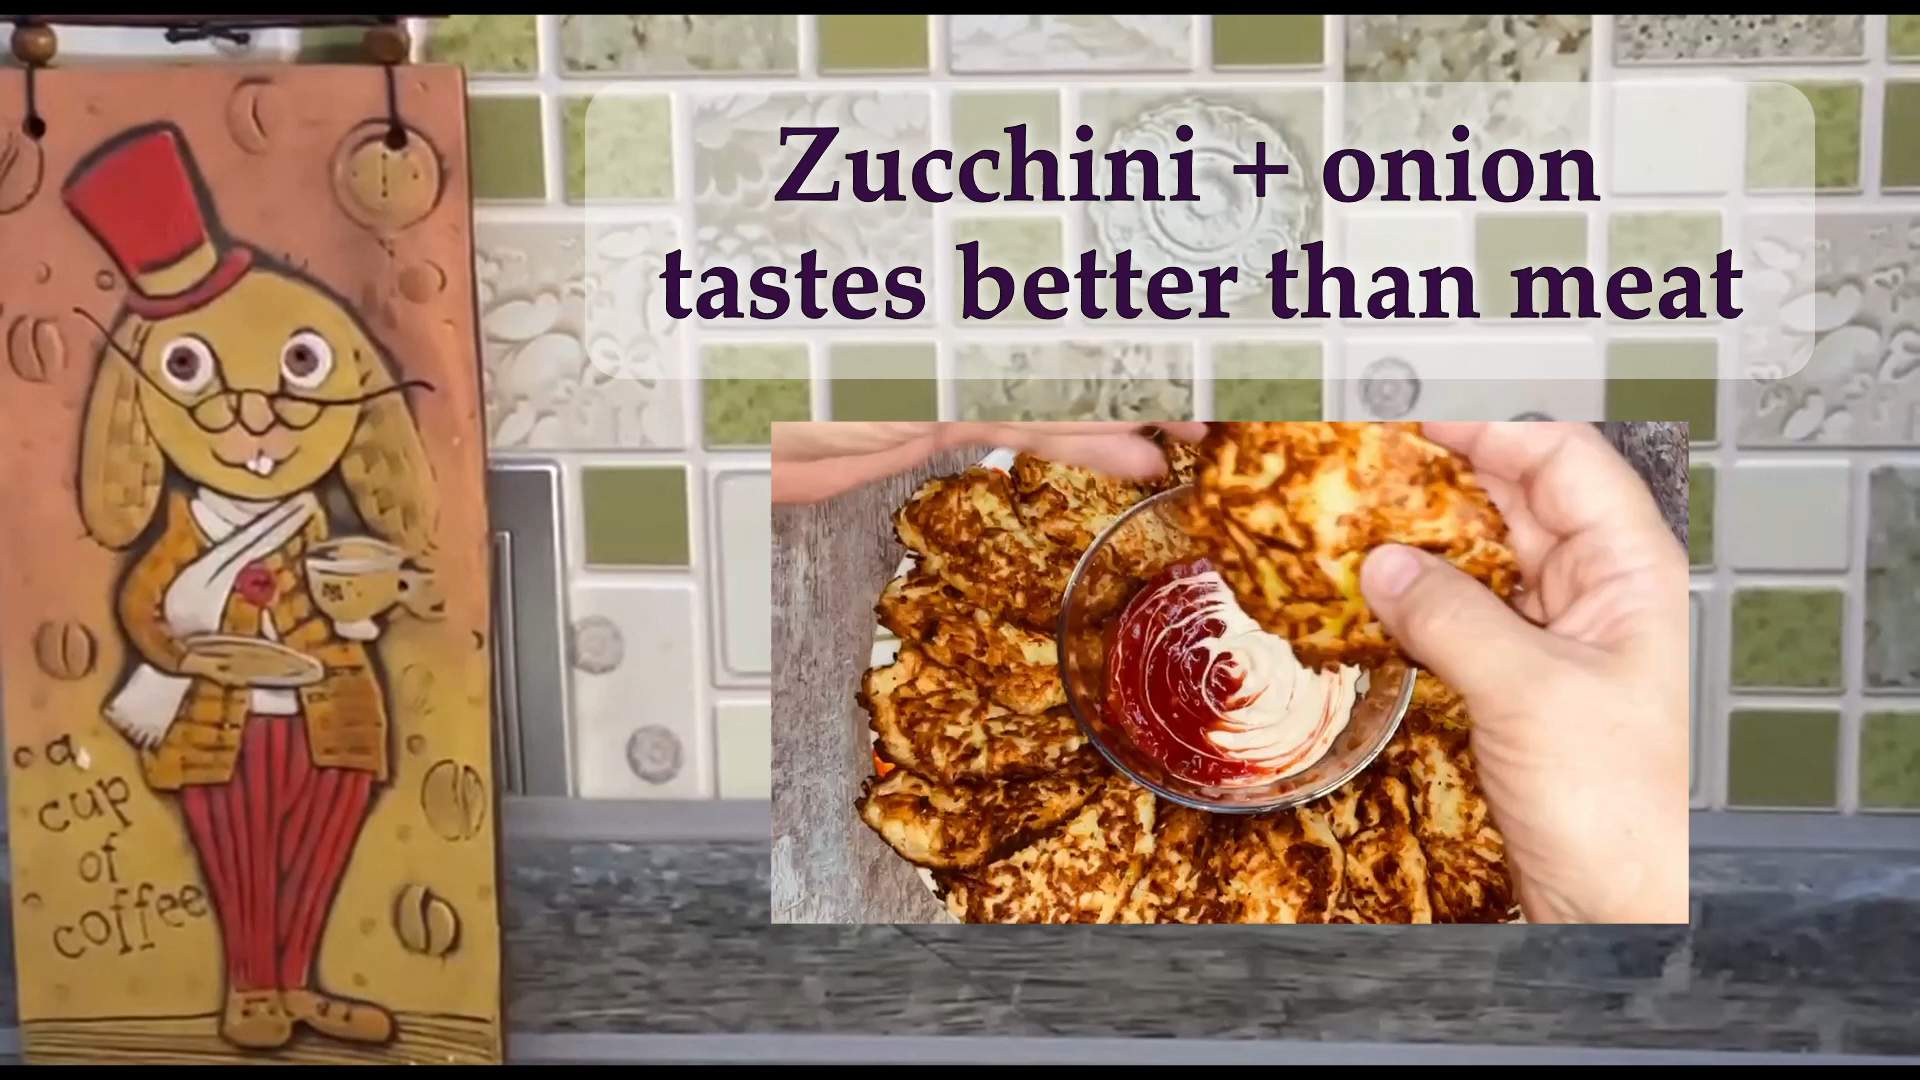 Zucchini + onion
tastes better than meat
a
cup
of
coffee